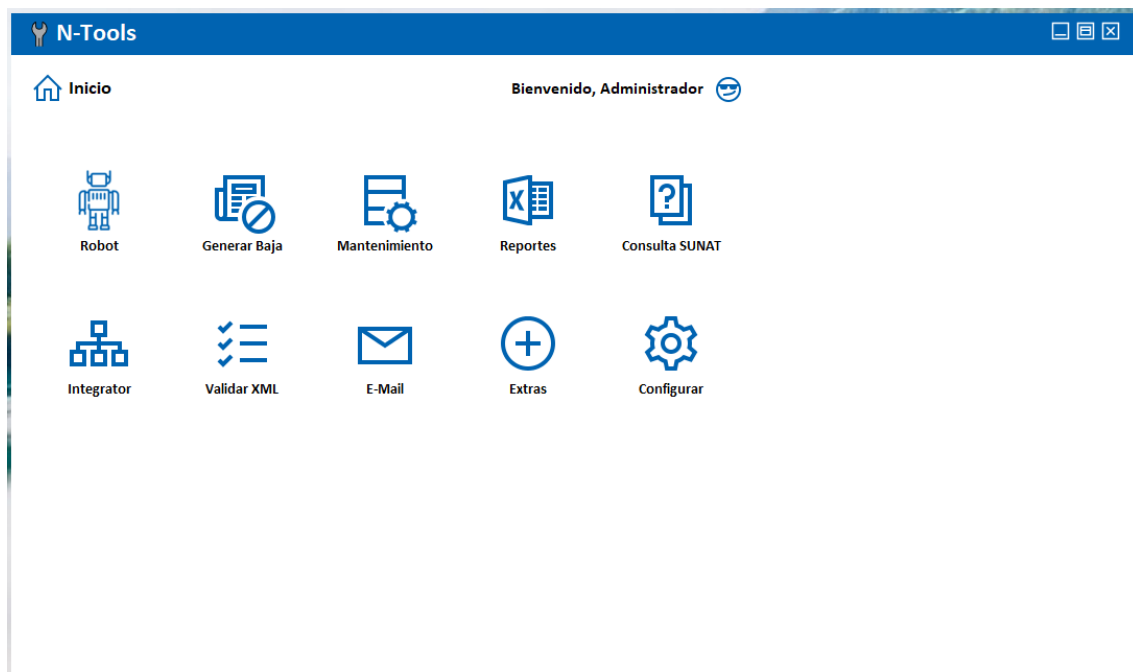 N-Tools
Inicio
Bienvenido, Administrador
Robot
Generar Baja
Mantenimiento
Reportes
Consulta SUNAT
Integrator
Validar XML
E-Mail
Extras
Configurar